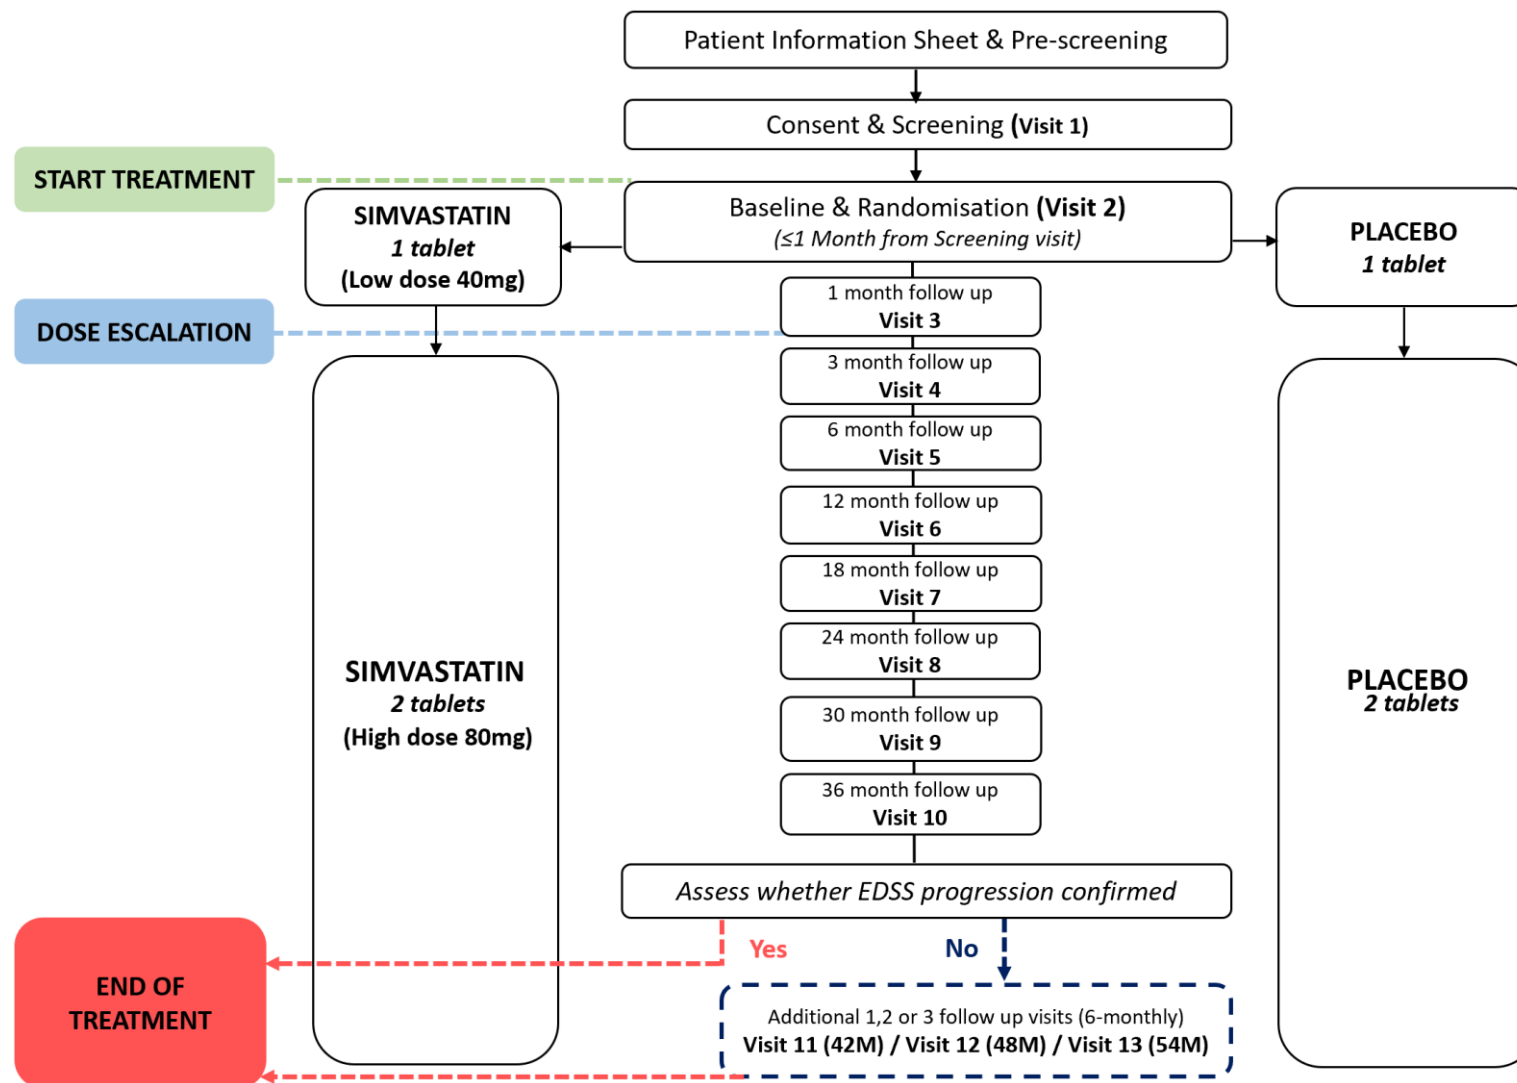 Patient Information Sheet & Pre-screening
Consent & Screening (Visit 1)
START TREATMENT
Baseline & Randomisation (Visit 2)
(≤1 Month from Screening visit)
SIMVASTATIN
1 tablet
(Low dose 40mg)
PLACEBO
1 tablet
DOSE ESCALATION
1 month follow up
Visit 3
3 month follow up
Visit 4
6 month follow up
Visit 5
12 month follow up
Visit 6
18 month follow up
Visit 7
24 month follow up
Visit 8
30 month follow up
Visit 9
36 month follow up
Visit 10
SIMVASTATIN
2 tablets
(High dose 80mg)
PLACEBO
2 tablets
Assess whether EDSS progression confirmed
Yes
No
END OF
TREATMENT
Additional 1,2 or 3 follow up visits (6-monthly)
Visit 11 (42M) / Visit 12 (48M) / Visit 13 (54M)